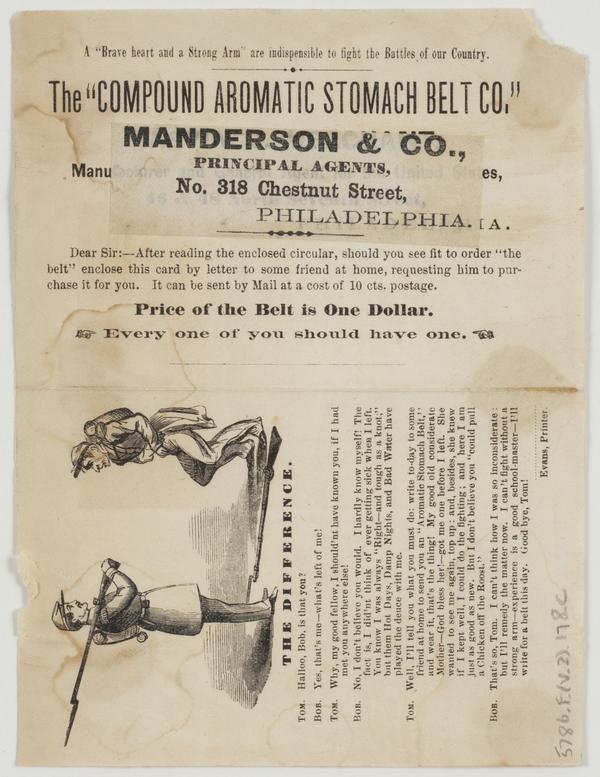 A "Brave heart and a Strong Arm" are indispensible to fight the Battles of our Country.
The "COMPOUND AROMATIC STOMACH BELT CO."
MANDERSON & CO.,
PRINCIPAL AGENTS,
Manu es,
No. 318 Chestnut Street,
PHILADELPHIA. A.
Dear Sir:—After reading the enclosed circular, should you see fit to order "the
belt" enclose this card by letter to some friend at home, requesting him to pur-
chase it for you. It can be sent by Mail at a cost of 10 cts. postage.
Price of the Belt is One Dollar.
Every one of you should have one.
THE DIFFERENCE.
TOM. Halloo, Bob, is that you?
BOB. Yes, that's me—what's left of me!
TOM. Why, my good fellow, I should'nt have known you, if I had
met you anywhere else!
BOB. No, I don't believe you would. I hardly know myself! The
fact is, I did'nt think of ever getting sick when I left.
You know I was always "Right—and tough as a knot,"
but them Hot Days, Damp Nights, and Bad Water have
played the deuce with me.
TOM. Well, I'll tell you what you must do: write to-day to some
friend at home to send you an "Aromatic Stomach Belt,"
and wear it, that's the thing! My good old considerate
Mother—God bless her!—got me one before I left. She
wanted to see me again, top up; and, besides, she knew
if I kept well, I could do the fighting; and here I am
just as good as new. But I don't believe you "could pull
a Chicken off the Roost."
BOB. That's so, Tom. I can't think how I was so inconsiderate:
but I'll remedy the matter now. I can't fight without a
strong arm—experience is a good school-master—I'll
write for a belt this day. Good bye, Tom!
Evans, Printer.
5786.F (v.2). 178c